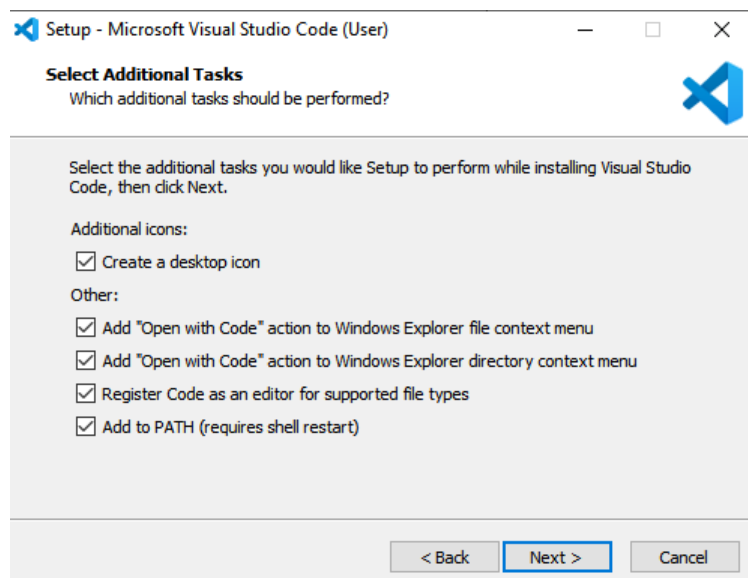 Setup - Microsoft Visual Studio Code (User)
Select Additional Tasks
Which additional tasks should be performed?
Select the additional tasks you would like Setup to perform while installing Visual Studio
Code, then click Next.
Additional icons:
Create a desktop icon
Other:
Add "Open with Code" action to Windows Explorer file context menu
Add "Open with Code" action to Windows Explorer directory context menu
Register Code as an editor for supported file types
Add to PATH (requires shell restart)
< Back Next > Cancel